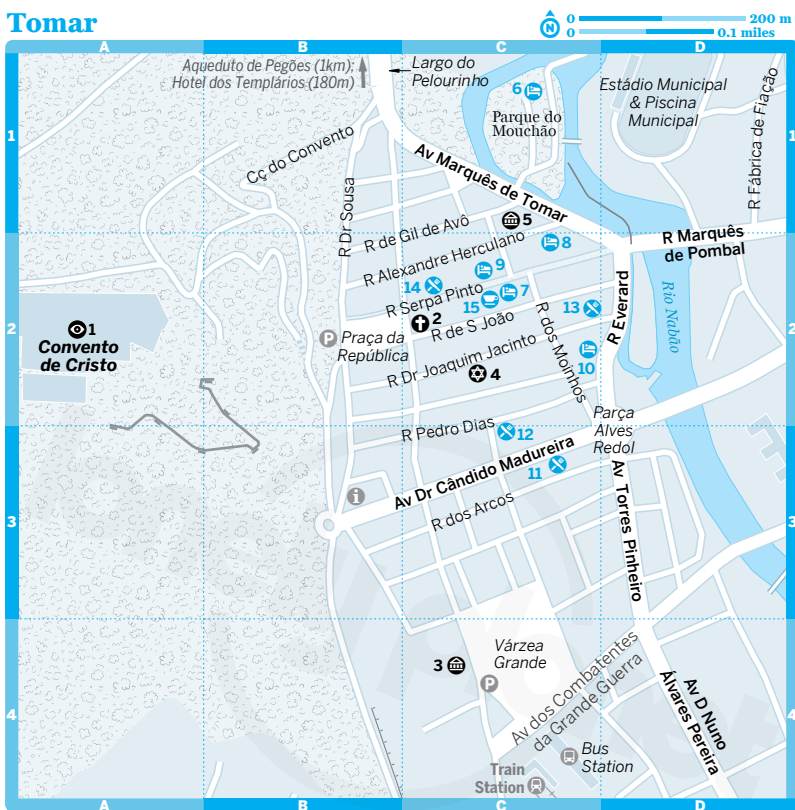 Tomar
N
0
200 m
0
0.1 miles
A
B
C
D
Aqueduto de Pegões (1km);
Hotel dos Templários (180m)
Largo do
Pelourinho
6
Estádio Municipal
& Piscina
Municipal
Parque do
Mouchão
1
1
Cç do Convento
Av Marquês de Tomar
R Fábrica de Fiação
R Dr Sousa
5
R de Gil de Avô
R Marquês
de Pombal
8
R Alexandre Herculano
9
14
7
R Serpa Pinto
15
13
R Everard
Rio Nabão
2
2
1
Convento
de Cristo
2
R de S João
P
Praça da
República
R dos Moinhos
R Dr Joaquim Jacinto
4
10
R Pedro Dias
12
Parça
Alves
Redol
11
Av Dr Cândido Madureira
i
R dos Arcos
Av Torres Pinheiro
3
3
Várzea
Grande
3
P
Av dos Combatentes
da Grande Guerra
Av D Nuno
Álvares Pereira
4
4
Bus
Station
Train
Station
A
B
C
D